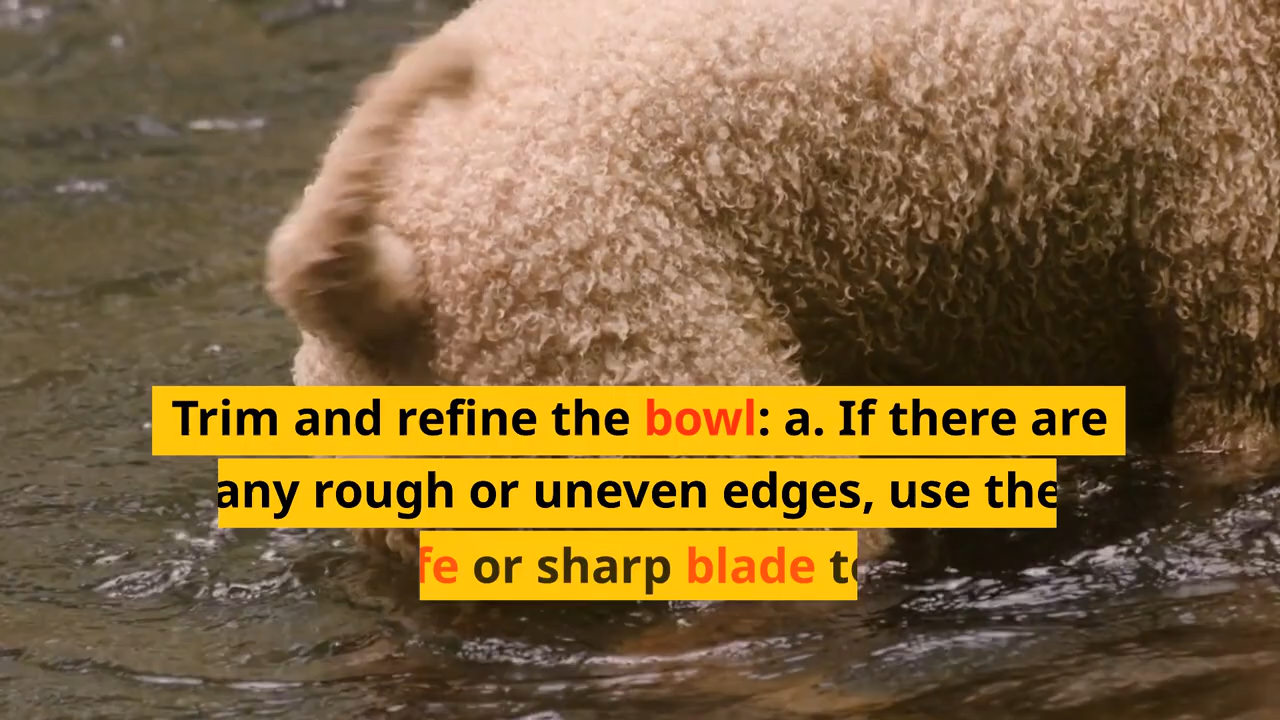 Trim and refine the bowl: a. If there are
any rough or uneven edges, use the
or sharp blade